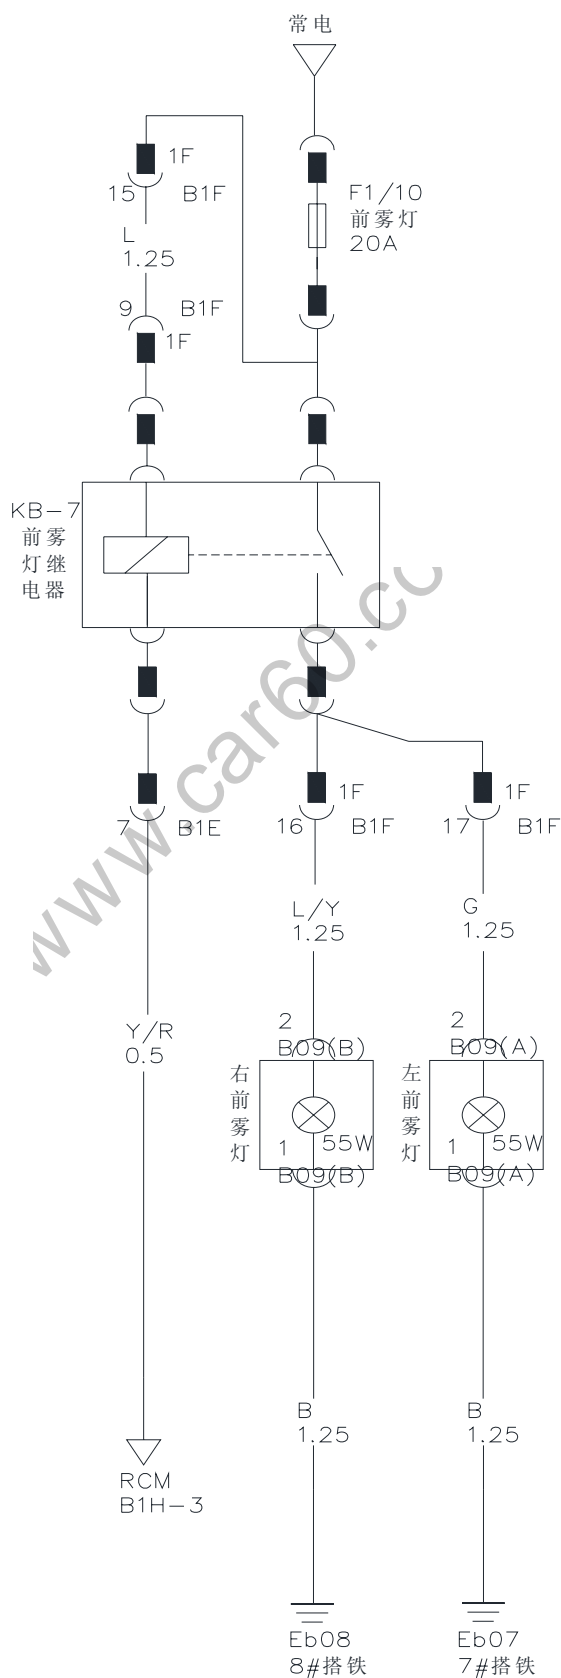 常电
1F
15 B1F
F1/10
前雾灯
20A
L
1.25
9 B1F
1F
KB-7
前雾
灯继
电器
1F
1F
7 B1E
16 B1F
17 B1F
L/Y
1.25
G
1.25
Y/R
0.5
2
B09(B)
2
B09(A)
右前雾灯
左前雾灯
1 55W
B09(B)
1 55W
B09(A)
B
1.25
B
1.25
RCM
B1H-3
Eb08
8#搭铁
Eb07
7#搭铁
www.car60.co